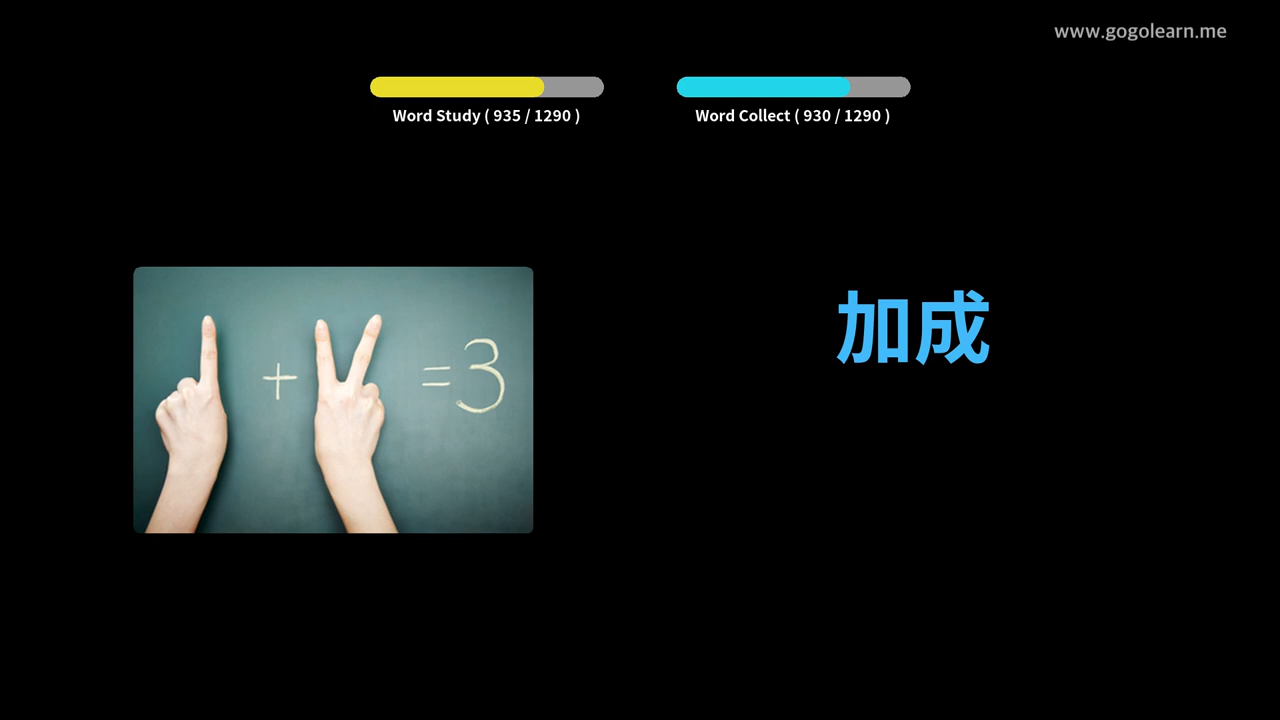 www.gogolearn.me
Word Study ( 935 / 1290 )
Word Collect ( 930 / 1290 )
+ = 3
加成